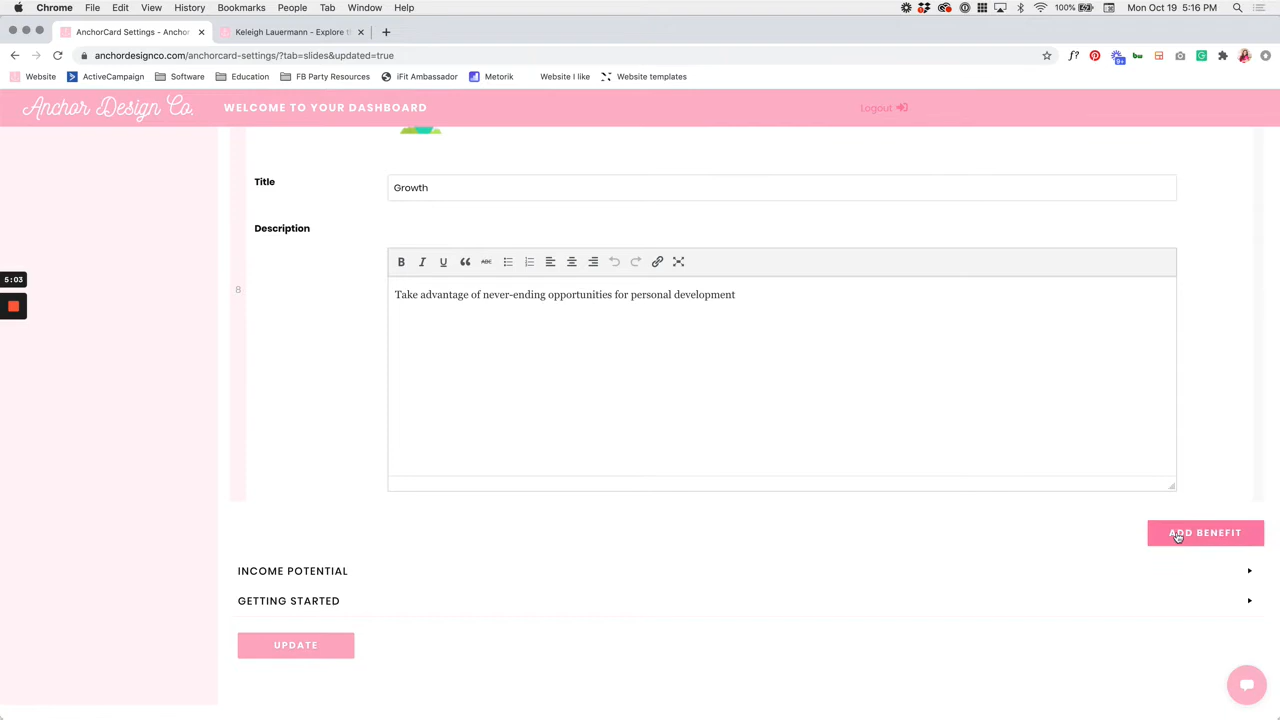 Chrome File Edit View History Bookmarks People Tab Window Help
100% Mon Oct 19 5:16 PM
AnchorCard Settings - Anchor
Keleigh Lauermann - Explore t
anchordesignco.com/anchorcard-settings/?tab=slides&updated=true
f?
9+
Website ActiveCampaign Software Education FB Party Resources iFit Ambassador Metorik Website I like Website templates
Anchor Design Co.
WELCOME TO YOUR DASHBOARD
Logout
Title
Growth
Description
5:03
B I U ABC
8
Take advantage of never-ending opportunities for personal development
ADD BENEFIT
INCOME POTENTIAL
GETTING STARTED
UPDATE